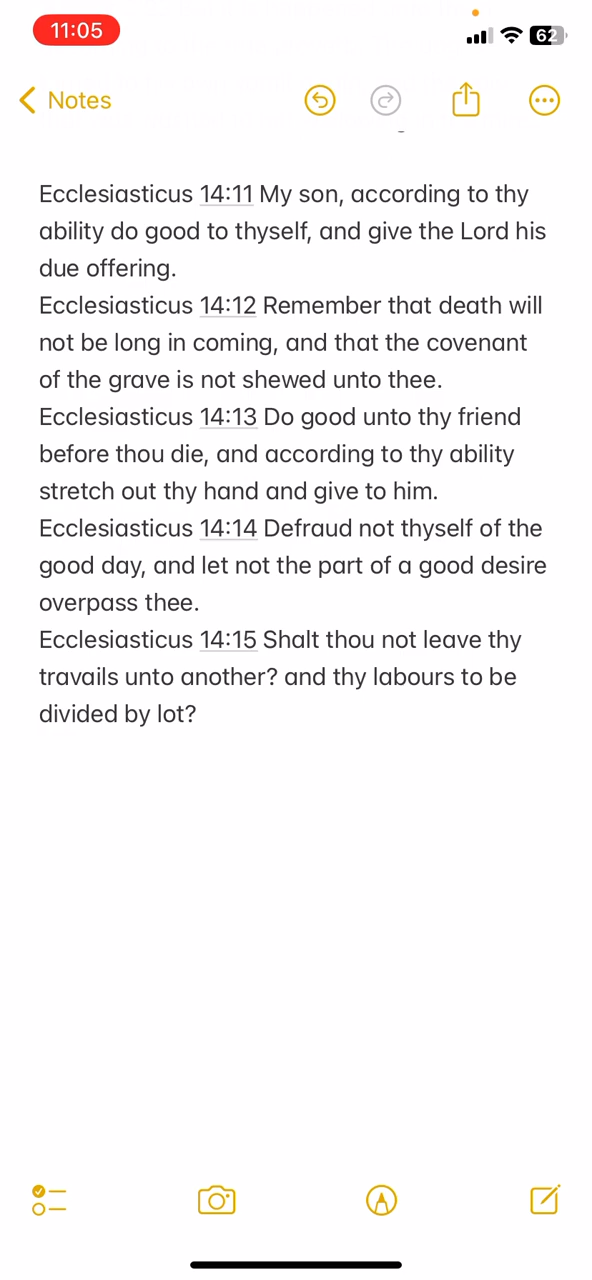 11:05
62
Notes
Ecclesiasticus 14:11 My son, according to thy
ability do good to thyself, and give the Lord his
due offering.
Ecclesiasticus 14:12 Remember that death will
not be long in coming, and that the covenant
of the grave is not shewed unto thee.
Ecclesiasticus 14:13 Do good unto thy friend
before thou die, and according to thy ability
stretch out thy hand and give to him.
Ecclesiasticus 14:14 Defraud not thyself of the
good day, and let not the part of a good desire
overpass thee.
Ecclesiasticus 14:15 Shalt thou not leave thy
travails unto another? and thy labours to be
divided by lot?